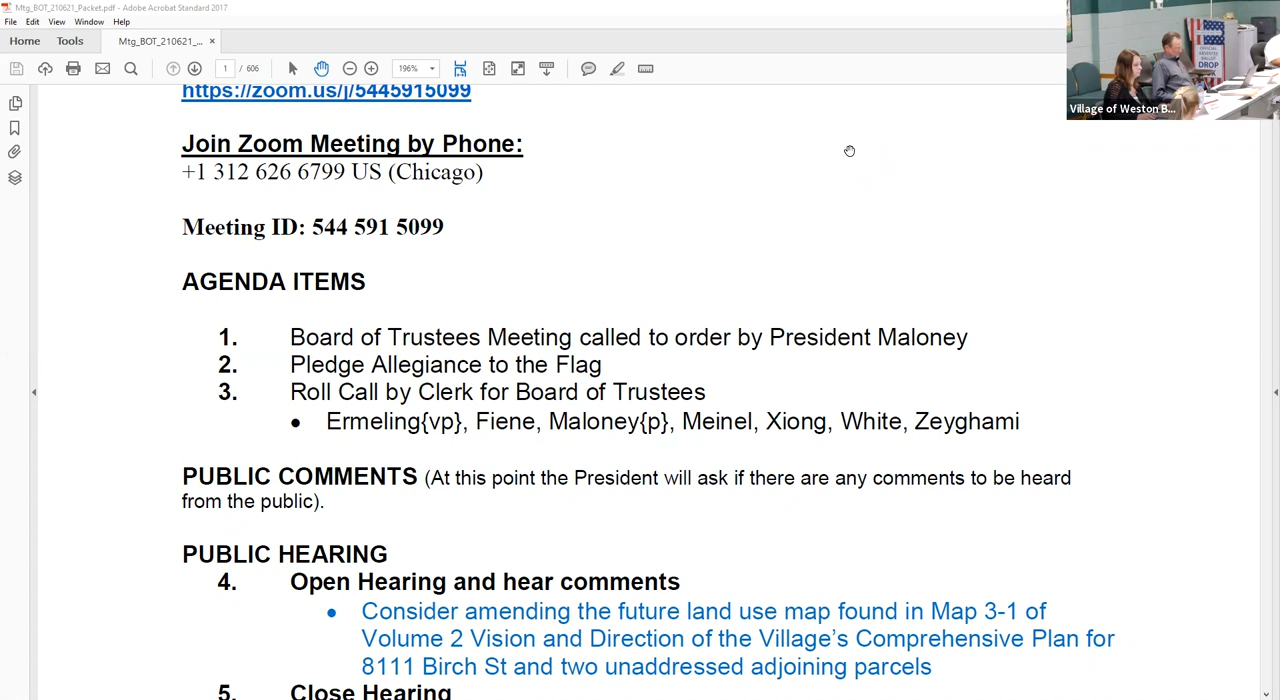 Mtg_BOT_210621_Packet.pdf - Adobe Acrobat Standard 2017
File Edit View Window Help
Home Tools Mtg_BOT_210621_... ×
1 / 606 196%
https://zoom.us/j/5445915099
Join Zoom Meeting by Phone:
+1 312 626 6799 US (Chicago)
Meeting ID: 544 591 5099
AGENDA ITEMS
1. Board of Trustees Meeting called to order by President Maloney
2. Pledge Allegiance to the Flag
3. Roll Call by Clerk for Board of Trustees
• Ermeling{vp}, Fiene, Maloney{p}, Meinel, Xiong, White, Zeyghami
PUBLIC COMMENTS (At this point the President will ask if there are any comments to be heard
from the public).
PUBLIC HEARING
4. Open Hearing and hear comments
• Consider amending the future land use map found in Map 3-1 of
Volume 2 Vision and Direction of the Village's Comprehensive Plan for
8111 Birch St and two unaddressed adjoining parcels
5. Close Hearing
OFFICIAL
ABSENTEE
BALLOT
DROP
Village of Weston B...